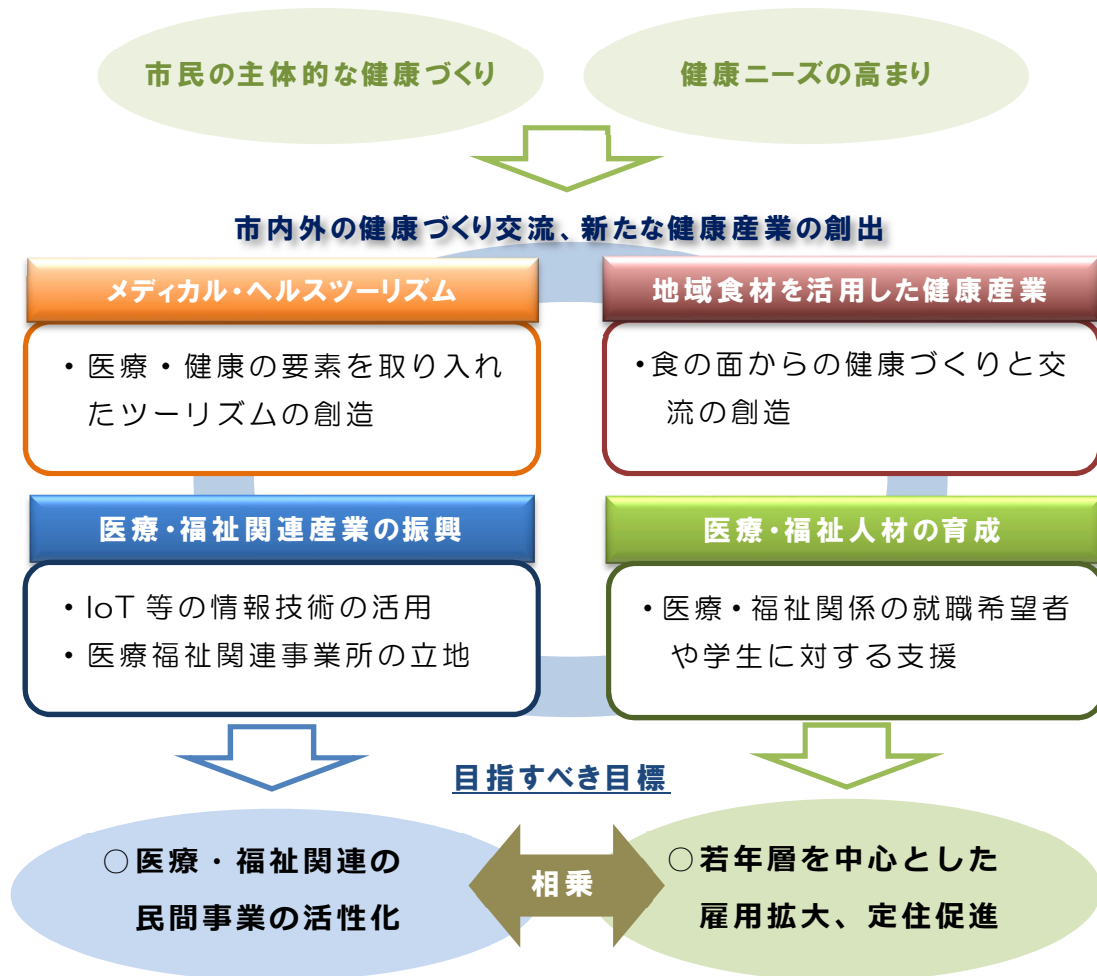 市民の主体的な健康づくり
健康ニーズの高まり
市内外の健康づくり交流、新たな健康産業の創出
メディカル・ヘルスツーリズム
・医療・健康の要素を取り入れ
たツーリズムの創造
地域食材を活用した健康産業
・食の面からの健康づくりと交
流の創造
医療・福祉関連産業の振興
・IoT 等の情報技術の活用
・医療福祉関連事業所の立地
医療・福祉人材の育成
・医療・福祉関係の就職希望者
や学生に対する支援
目指すべき目標
○医療・福祉関連の
民間事業の活性化
相乗
○若年層を中心とした
雇用拡大、定住促進